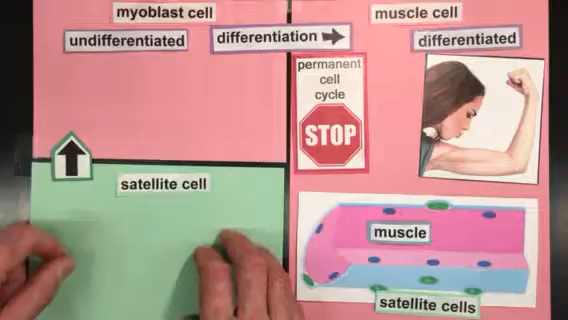 myoblast cell
muscle cell
undifferentiated
differentiation
differentiated
permanent
cell
cycle
STOP
satellite cell
muscle
satellite cells